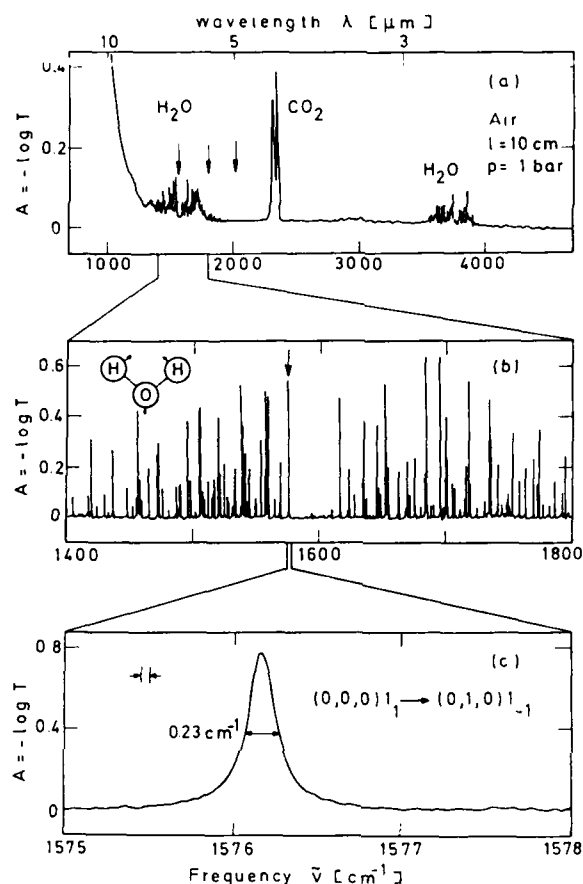 wavelength λ [μm]
10 5 3
0.4
0.2
0
A = -log T
H₂O
CO₂
H₂O
(a)
Air
l = 10 cm
p = 1 bar
1000 2000 3000 4000
0.6
0.4
0.2
0
A = -log T
H H
O
(b)
1400 1500 1600 1700 1800
0.8
0.4
0
A = -log T
(c)
(0,0,0)1₁ → (0,1,0)1₋₁
0.23 cm⁻¹
1575 1576 1577 1578
Frequency ṽ [cm⁻¹]